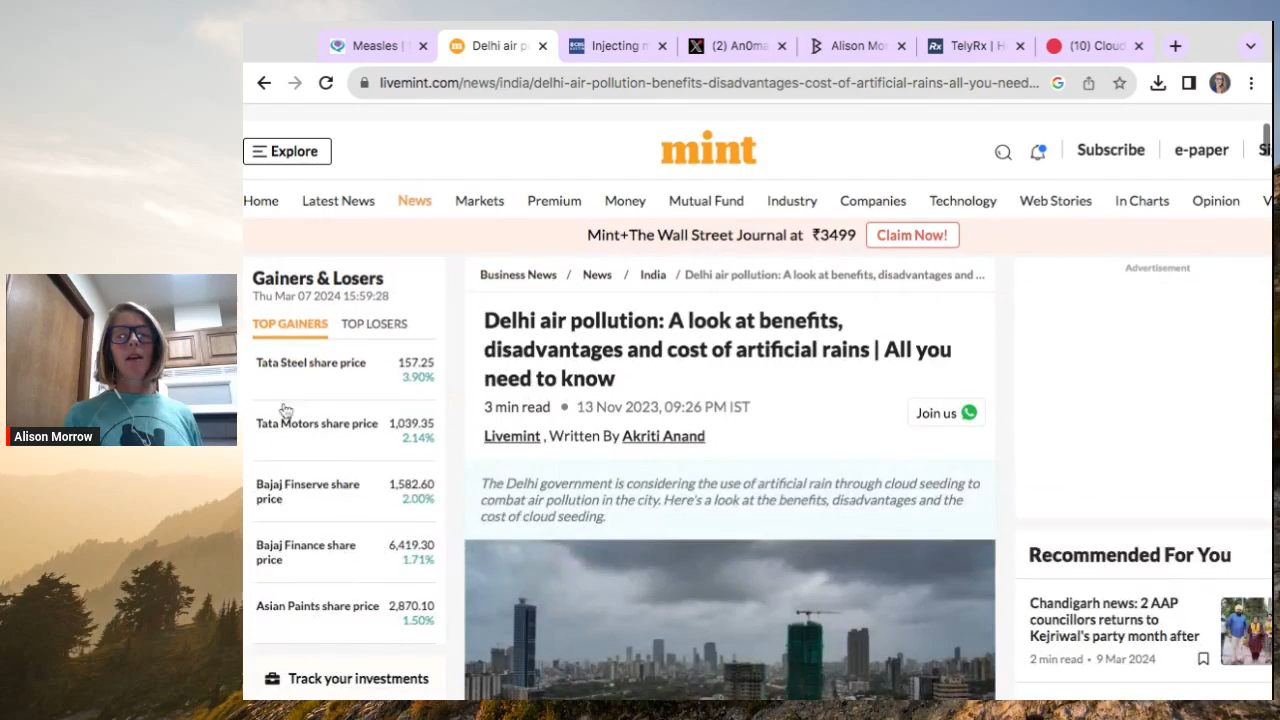 Measles |
Delhi air p
Injecting m
(2) An0ma
Alison Mor
TelyRx | H
(10) Cloud
livemint.com/news/india/delhi-air-pollution-benefits-disadvantages-cost-of-artificial-rains-all-you-need...
Explore
mint
Subscribe
e-paper
Si
Home
Latest News
News
Markets
Premium
Money
Mutual Fund
Industry
Companies
Technology
Web Stories
In Charts
Opinion
V
Mint+The Wall Street Journal at ₹3499
Claim Now!
Gainers & Losers
Thu Mar 07 2024 15:59:28
TOP GAINERS
TOP LOSERS
Tata Steel share price
157.25
3.90%
Tata Motors share price
1,039.35
2.14%
Bajaj Finserve share
price
1,582.60
2.00%
Bajaj Finance share
price
6,419.30
1.71%
Asian Paints share price
2,870.10
1.50%
Track your investments
Business News / News / India / Delhi air pollution: A look at benefits, disadvantages and ...
Delhi air pollution: A look at benefits,
disadvantages and cost of artificial rains | All you
need to know
3 min read • 13 Nov 2023, 09:26 PM IST
Join us
Livemint , Written By Akriti Anand
The Delhi government is considering the use of artificial rain through cloud seeding to
combat air pollution in the city. Here's a look at the benefits, disadvantages and the
cost of cloud seeding.
Advertisement
Recommended For You
Chandigarh news: 2 AAP
councillors returns to
Kejriwal's party month after
2 min read • 9 Mar 2024
Alison Morrow